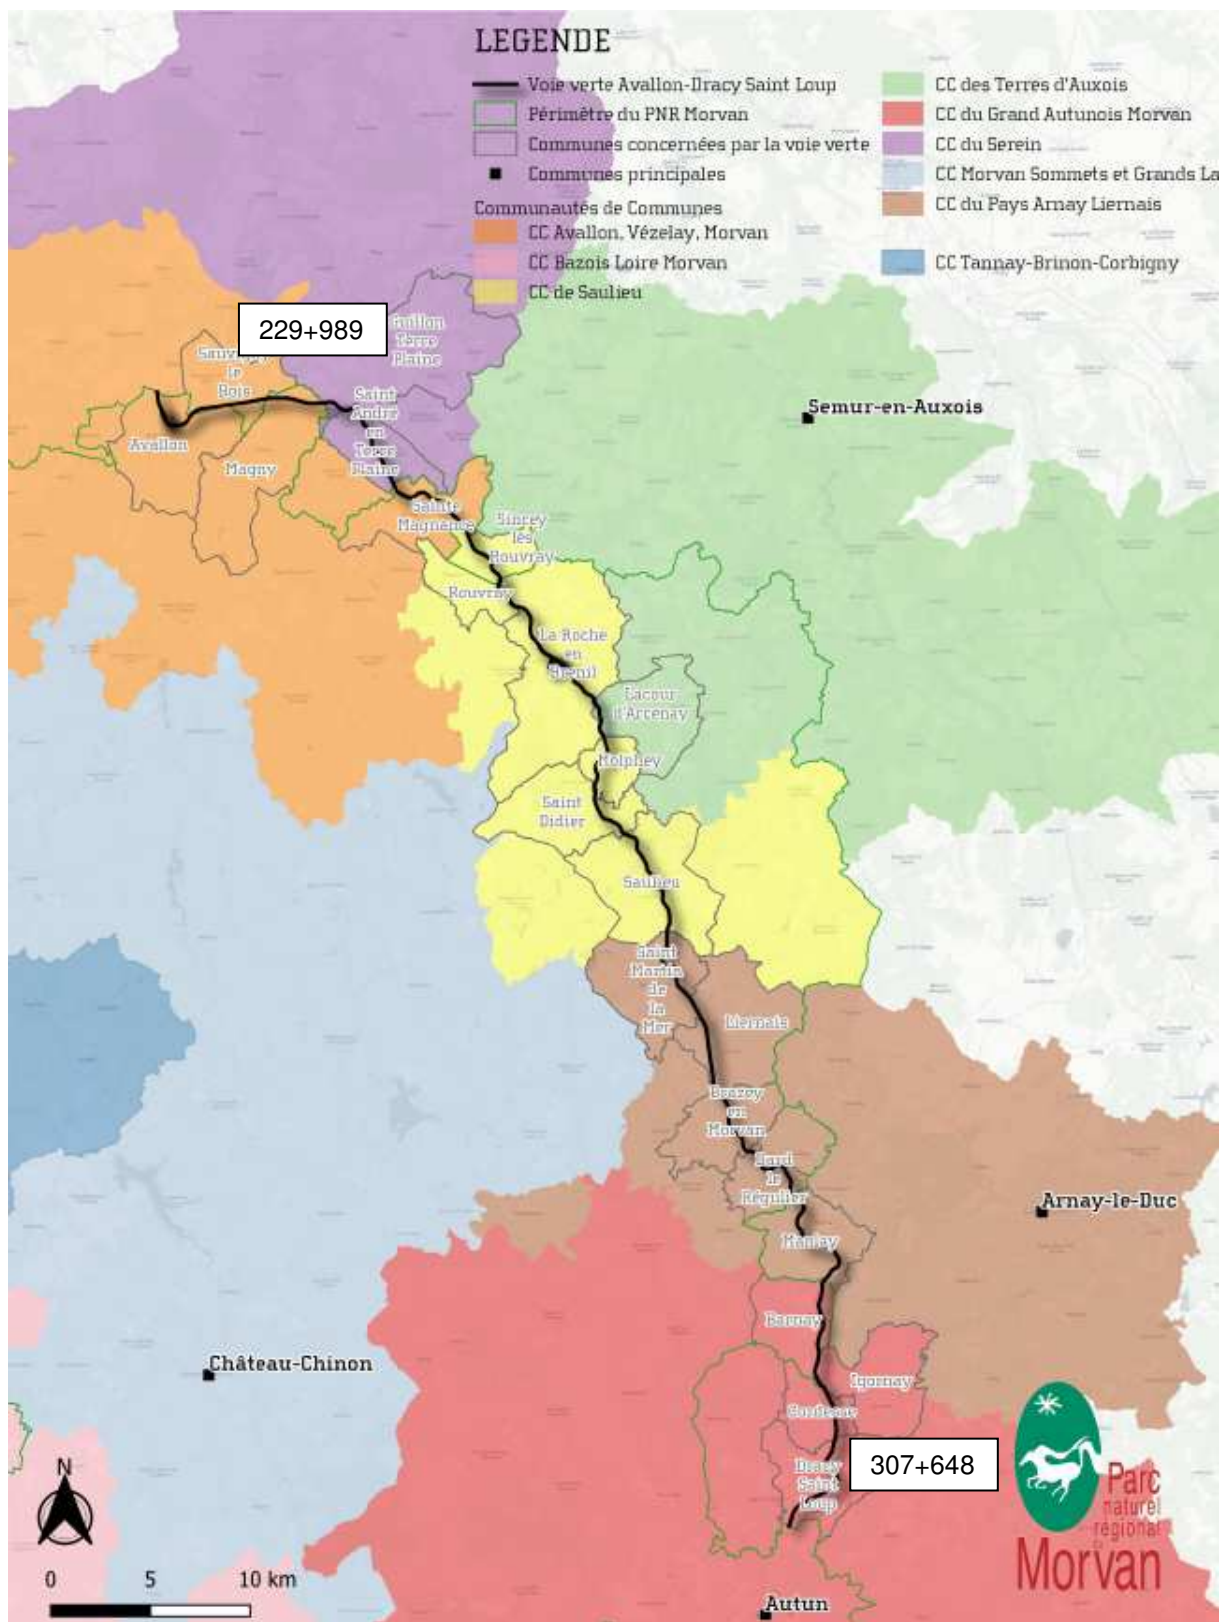 LEGENDE
Voie verte Avallon-Dracy Saint Loup
Périmètre du PNR Morvan
Communes concernées par la voie verte
Communes principales
Communautés de Communes
CC Avallon, Vézelay, Morvan
CC Bazois Loire Morvan
CC de Saulieu
CC des Terres d'Auxois
CC du Grand Autunois Morvan
CC du Serein
CC Morvan Sommets et Grands La
CC du Pays Arnay Liernais
CC Tannay-Brinon-Corbigny
229+989
Guillon
Terre
Plaine
le
Bois
Saint
André
en
Terre
Plaine
Semur-en-Auxois
Avallon
Magny
Sainte
Magnance
Sincey
lès
Rouvray
Rouvray
La Roche
en
Brenil
Lacour
d'Arcenay
Molphey
Saint
Didier
Saulieu
Saint
Martin
de
la
Mer
Liernais
Brazey
en
Morvan
Bard
le
Régulier
Arnay-le-Duc
Manlay
Barnay
Château-Chinon
Igornay
Cordesse
Dracy
Saint
Loup
307+648
N
0 5 10 km
Autun
Parc
naturel
régional
Morvan